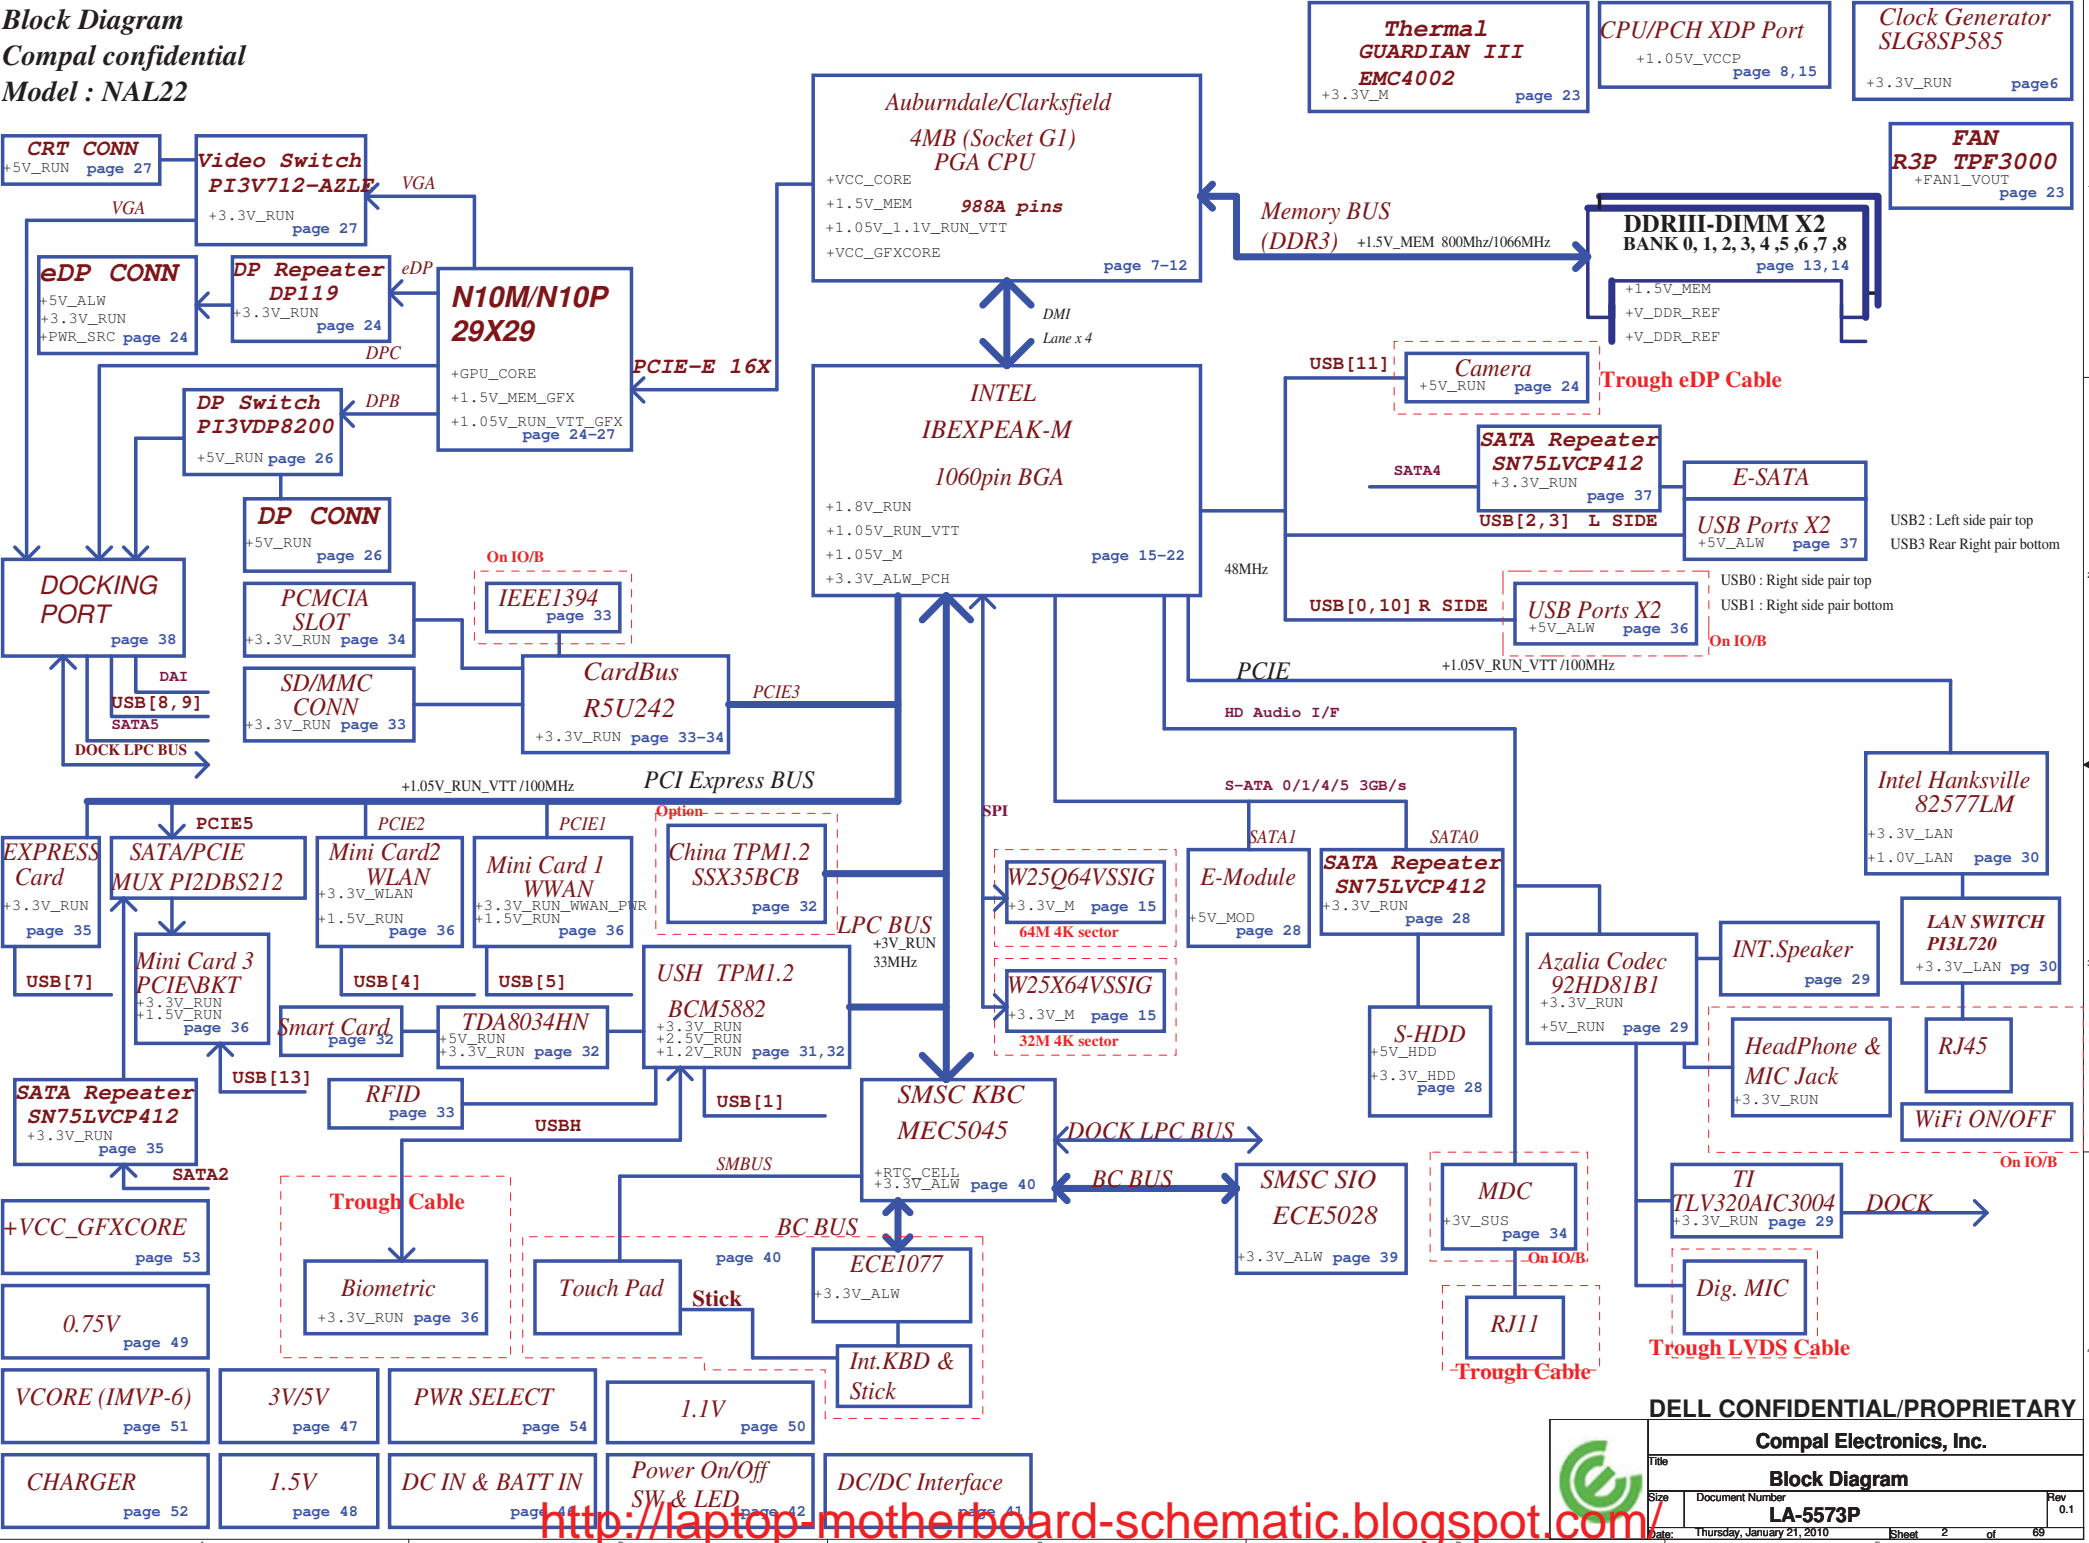 Block Diagram
Compal confidential
Model : NAL22
Thermal
GUARDIAN III
EMC4002
+3.3V_M
page 23
CPU/PCH XDP Port
+1.05V_VCCP
page 8,15
Clock Generator
SLG8SP585
+3.3V_RUN
page6
FAN
R3P TPF3000
+FAN1_VOUT
page 23
Auburndale/Clarksfield
4MB (Socket G1)
PGA CPU
+VCC_CORE
+1.5V_MEM
988A pins
+1.05V_1.1V_RUN_VTT
+VCC_GFXCORE
page 7-12
Memory BUS
(DDR3)
+1.5V_MEM 800Mhz/1066MHz
DDRIII-DIMM X2
BANK 0, 1, 2, 3, 4 ,5 ,6 ,7 ,8
page 13,14
+1.5V_MEM
+V_DDR_REF
+V_DDR_REF
CRT CONN
+5V_RUN
page 27
Video Switch
PI3V712-AZLE
+3.3V_RUN
page 27
VGA
VGA
eDP CONN
+5V_ALW
+3.3V_RUN
+PWR_SRC
page 24
DP Repeater
DP119
+3.3V_RUN
page 24
eDP
N10M/N10P
29X29
+GPU_CORE
+1.5V_MEM_GFX
+1.05V_RUN_VTT_GFX
page 24-27
DPC
DPB
DP Switch
PI3VDP8200
+5V_RUN
page 26
DP CONN
+5V_RUN
page 26
PCIE-E 16X
DMI
Lane x 4
INTEL
IBEXPEAK-M
1060pin BGA
+1.8V_RUN
+1.05V_RUN_VTT
+1.05V_M
+3.3V_ALW_PCH
page 15-22
USB[11]
Camera
+5V_RUN
page 24
Trough eDP Cable
SATA4
SATA Repeater
SN75LVCP412
+3.3V_RUN
page 37
E-SATA
USB[2,3] L SIDE
USB Ports X2
+5V_ALW
page 37
USB2 : Left side pair top
USB3 Rear Right pair bottom
48MHz
USB[0,10] R SIDE
USB Ports X2
+5V_ALW
page 36
USB0 : Right side pair top
USB1 : Right side pair bottom
On IO/B
DOCKING
PORT
page 38
DAI
USB[8,9]
SATA5
DOCK LPC BUS
PCMCIA
SLOT
+3.3V_RUN
page 34
On IO/B
IEEE1394
page 33
SD/MMC
CONN
+3.3V_RUN
page 33
CardBus
R5U242
+3.3V_RUN
page 33-34
PCIE3
PCIE
+1.05V_RUN_VTT /100MHz
HD Audio I/F
+1.05V_RUN_VTT /100MHz
PCI Express BUS
S-ATA 0/1/4/5 3GB/s
SPI
Intel Hanksville
82577LM
+3.3V_LAN
+1.0V_LAN
page 30
EXPRESS
Card
+3.3V_RUN
page 35
USB[7]
PCIE5
SATA/PCIE
MUX PI2DBS212
PCIE2
Mini Card2
WLAN
+3.3V_WLAN
+1.5V_RUN
page 36
USB[4]
PCIE1
Mini Card 1
WWAN
+3.3V_RUN_WWAN_PWR
+1.5V_RUN
page 36
USB[5]
Option
China TPM1.2
SSX35BCB
page 32
LPC BUS
+3V_RUN
33MHz
W25Q64VSSIG
+3.3V_M
page 15
64M 4K sector
W25X64VSSIG
+3.3V_M
page 15
32M 4K sector
SATA1
E-Module
+5V_MOD
page 28
SATA0
SATA Repeater
SN75LVCP412
+3.3V_RUN
page 28
S-HDD
+5V_HDD
+3.3V_HDD
page 28
Azalia Codec
92HD81B1
+3.3V_RUN
+5V_RUN
page 29
INT.Speaker
page 29
LAN SWITCH
PI3L720
+3.3V_LAN
pg 30
HeadPhone &
MIC Jack
+3.3V_RUN
RJ45
WiFi ON/OFF
On IO/B
Mini Card 3
PCIE\BKT
+3.3V_RUN
+1.5V_RUN
page 36
USB[13]
Smart Card
page 32
TDA8034HN
+5V_RUN
+3.3V_RUN
page 32
USH TPM1.2
BCM5882
+3.3V_RUN
+2.5V_RUN
+1.2V_RUN
page 31,32
RFID
page 33
USBH
USB[1]
SATA Repeater
SN75LVCP412
+3.3V_RUN
page 35
SATA2
SMSC KBC
MEC5045
+RTC_CELL
+3.3V_ALW
page 40
DOCK LPC BUS
BC BUS
SMSC SIO
ECE5028
+3.3V_ALW
page 39
SMBUS
BC BUS
MDC
+3V_SUS
page 34
On IO/B
RJ11
Trough Cable
TI
TLV320AIC3004
+3.3V_RUN
page 29
DOCK
Dig. MIC
Trough LVDS Cable
Trough Cable
Biometric
+3.3V_RUN
page 36
page 40
Touch Pad
Stick
ECE1077
+3.3V_ALW
Int.KBD &
Stick
+VCC_GFXCORE
page 53
0.75V
page 49
VCORE (IMVP-6)
page 51
3V/5V
page 47
PWR SELECT
page 54
1.1V
page 50
CHARGER
page 52
1.5V
page 48
DC IN & BATT IN
page 46
Power On/Off
SW & LED
page 42
DC/DC Interface
page 41
http://laptop-motherboard-schematic.blogspot.com/
DELL CONFIDENTIAL/PROPRIETARY
Compal Electronics, Inc.
Title
Block Diagram
Size
Document Number
Rev
LA-5573P
0.1
Date:
Thursday, January 21, 2010
Sheet
2
of
69